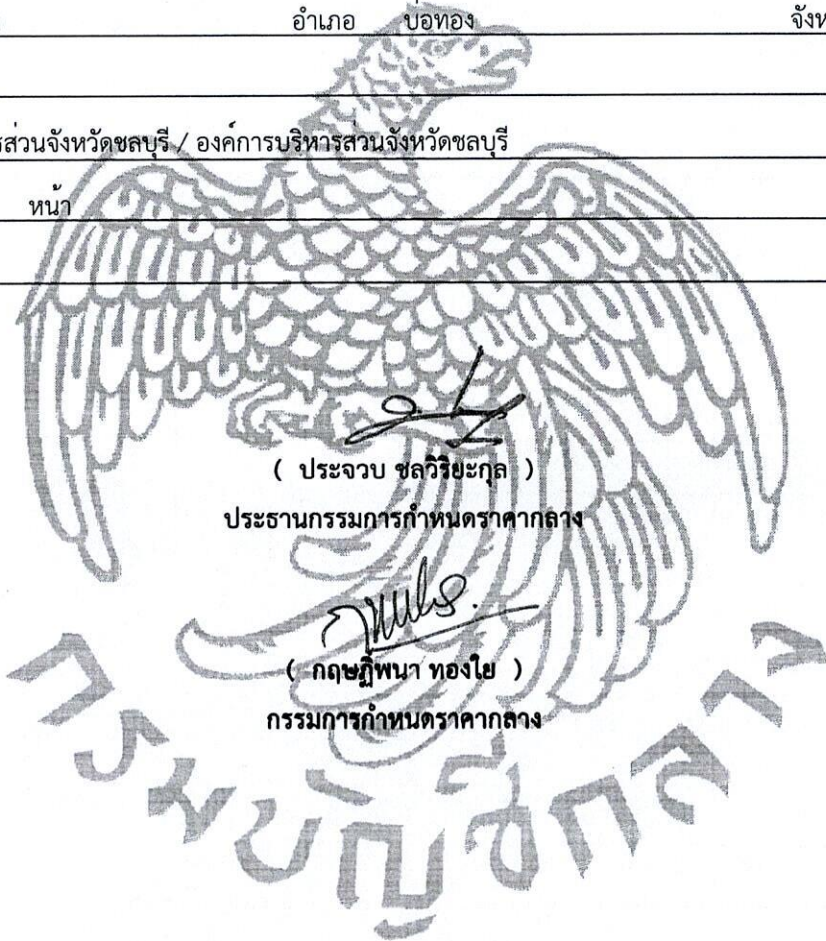 อำเภอ บ่อทอง จังห
ส่วนจังหวัดชลบุรี / องค์การบริหารส่วนจังหวัดชลบุรี
หน้า
( ประจวบ ชลวิริยะกุล )
ประธานกรรมการกำหนดราคากลาง
( กฤษฎิ์พนา ทองใย )
กรรมการกำหนดราคากลาง
กรมบัญชีกลาง